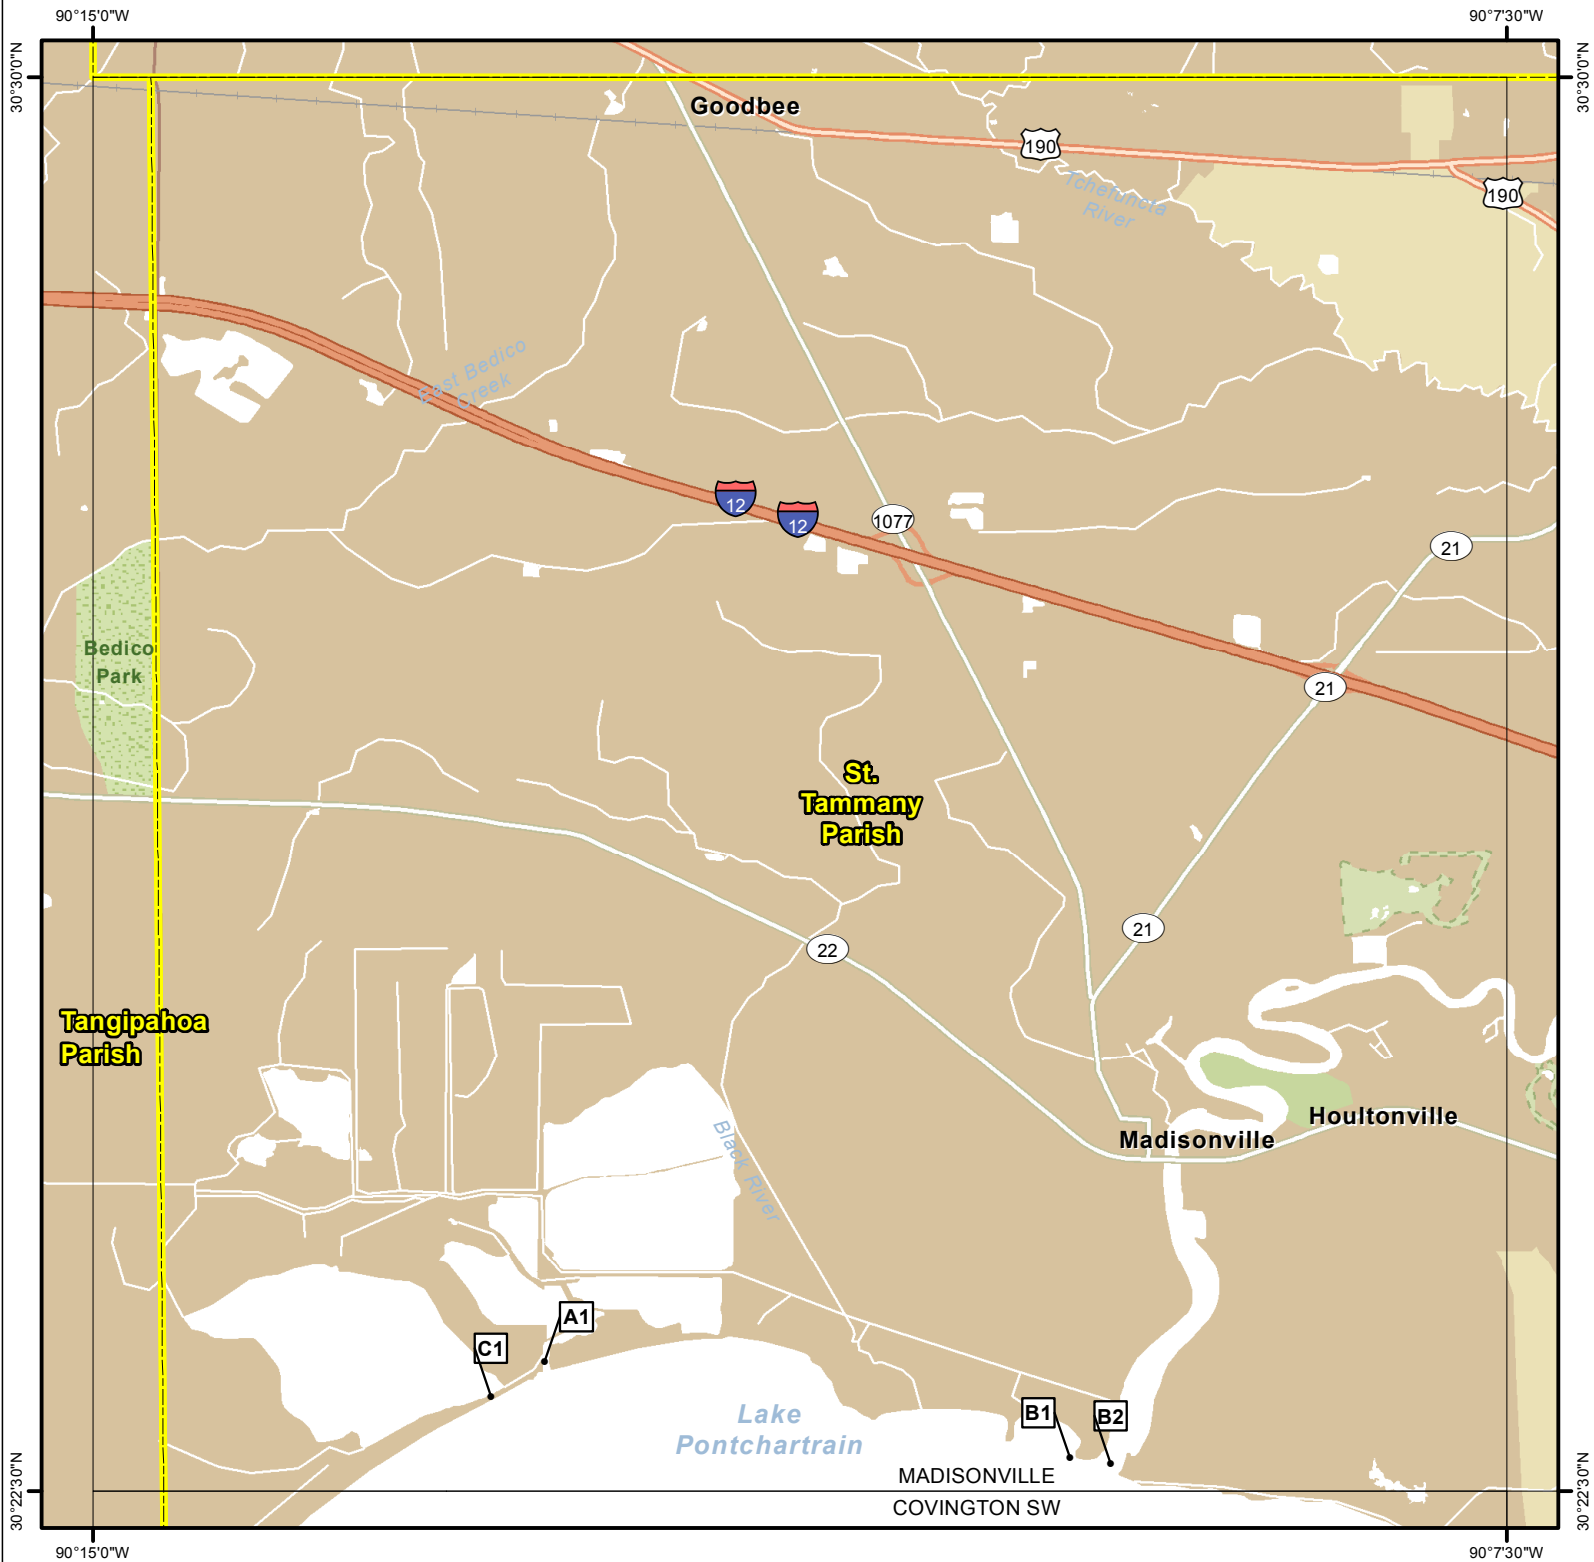 90°15'0"W
90°7'30"W
30°30'0"N
30°30'0"N
Goodbee
190
Tchefuncta
River
190
East Bedico
Creek
12
12
1077
21
Bedico
Park
21
St.
Tammany
Parish
21
22
Tangipahoa
Parish
Houltonville
Madisonville
Black River
A1
C1
Lake
Pontchartrain
B1
B2
MADISONVILLE
COVINGTON SW
30°22'30"N
30°22'30"N
90°15'0"W
90°7'30"W